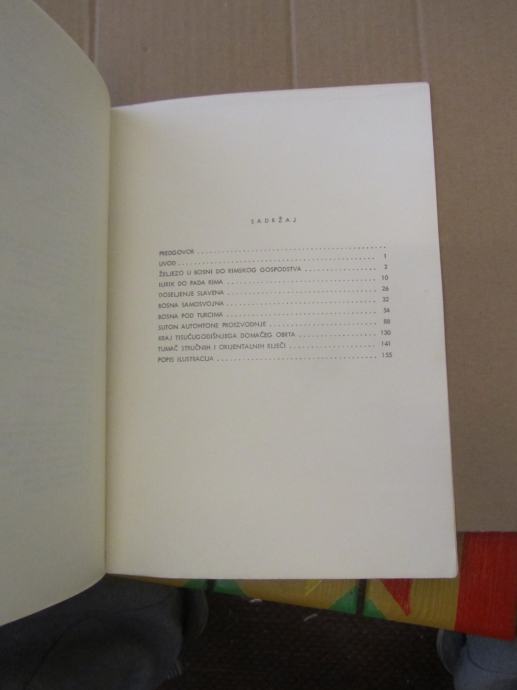 SADRŽAJ
PREDGOVOR
UVOD 1
ŽELJEZO U BOSNI DO RIMSKOG GOSPODSTVA 2
ILIRIK DO PADA RIMA 10
DOSELJENJE SLAVENA 26
BOSNA SAMOSVOJNA 32
BOSNA POD TURCIMA 54
SUTON AUTOHTONE PROIZVODNJE 88
KRAJ TISUĆUGODIŠNJEGA DOMAĆEG OBRTA 130
TUMAČ STRUČNIH I ORIJENTALNIH RIJEČI 141
POPIS ILUSTRACIJA 155